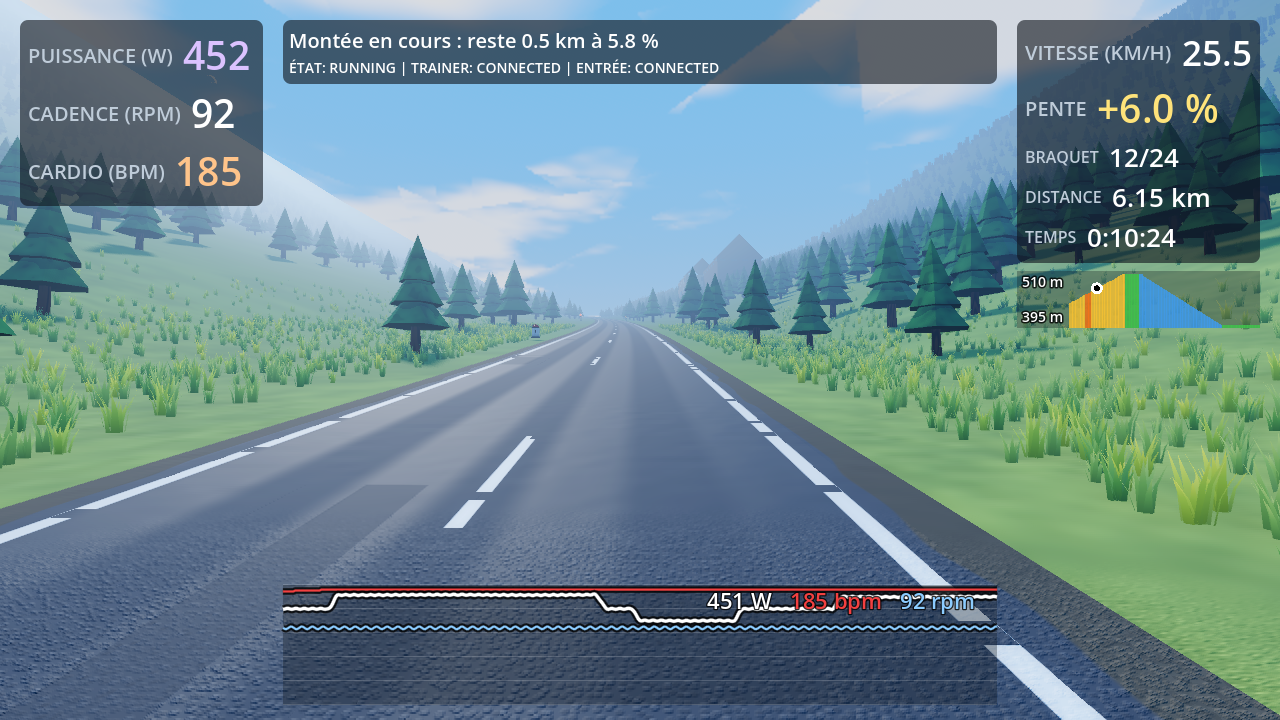 PUISSANCE (W) 452
CADENCE (RPM) 92
CARDIO (BPM) 185
Montée en cours : reste 0.5 km à 5.8 %
ÉTAT: RUNNING | TRAINER: CONNECTED | ENTRÉE: CONNECTED
VITESSE (KM/H) 25.5
PENTE +6.0 %
BRAQUET 12/24
DISTANCE 6.15 km
TEMPS 0:10:24
510 m
395 m
451 W 185 bpm 92 rpm